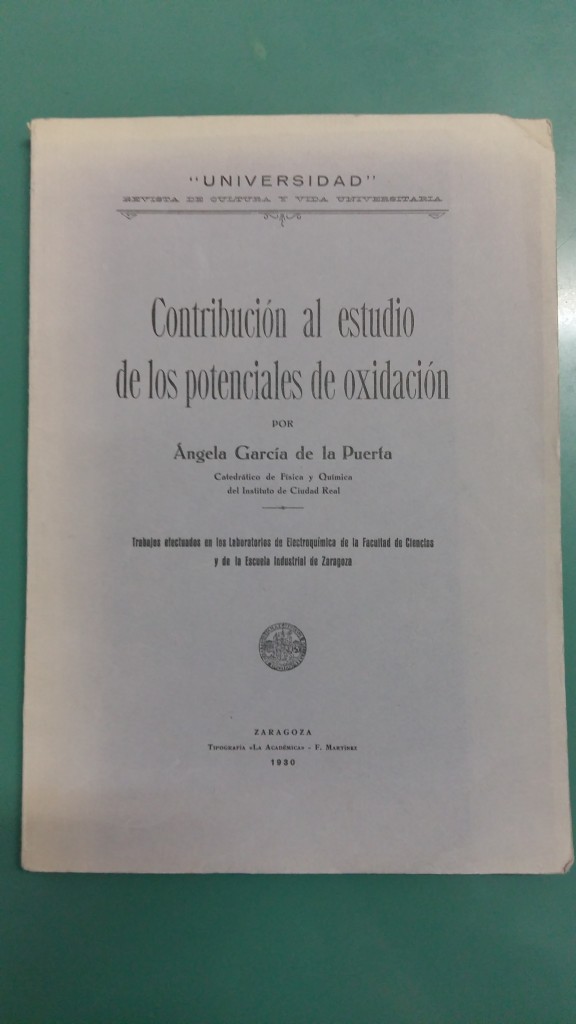 "UNIVERSIDAD"
REVISTA DE CULTURA Y VIDA UNIVERSITARIA
Contribución al estudio
de los potenciales de oxidación
POR
Ángela García de la Puerta
Catedrático de Física y Química
del Instituto de Ciudad Real
Trabajos efectuados en los Laboratorios de Electroquímica de la Facultad de Ciencias
y de la Escuela Industrial de Zaragoza
ZARAGOZA
TIPOGRAFÍA «LA ACADÉMICA» - F. MARTÍNEZ
1930